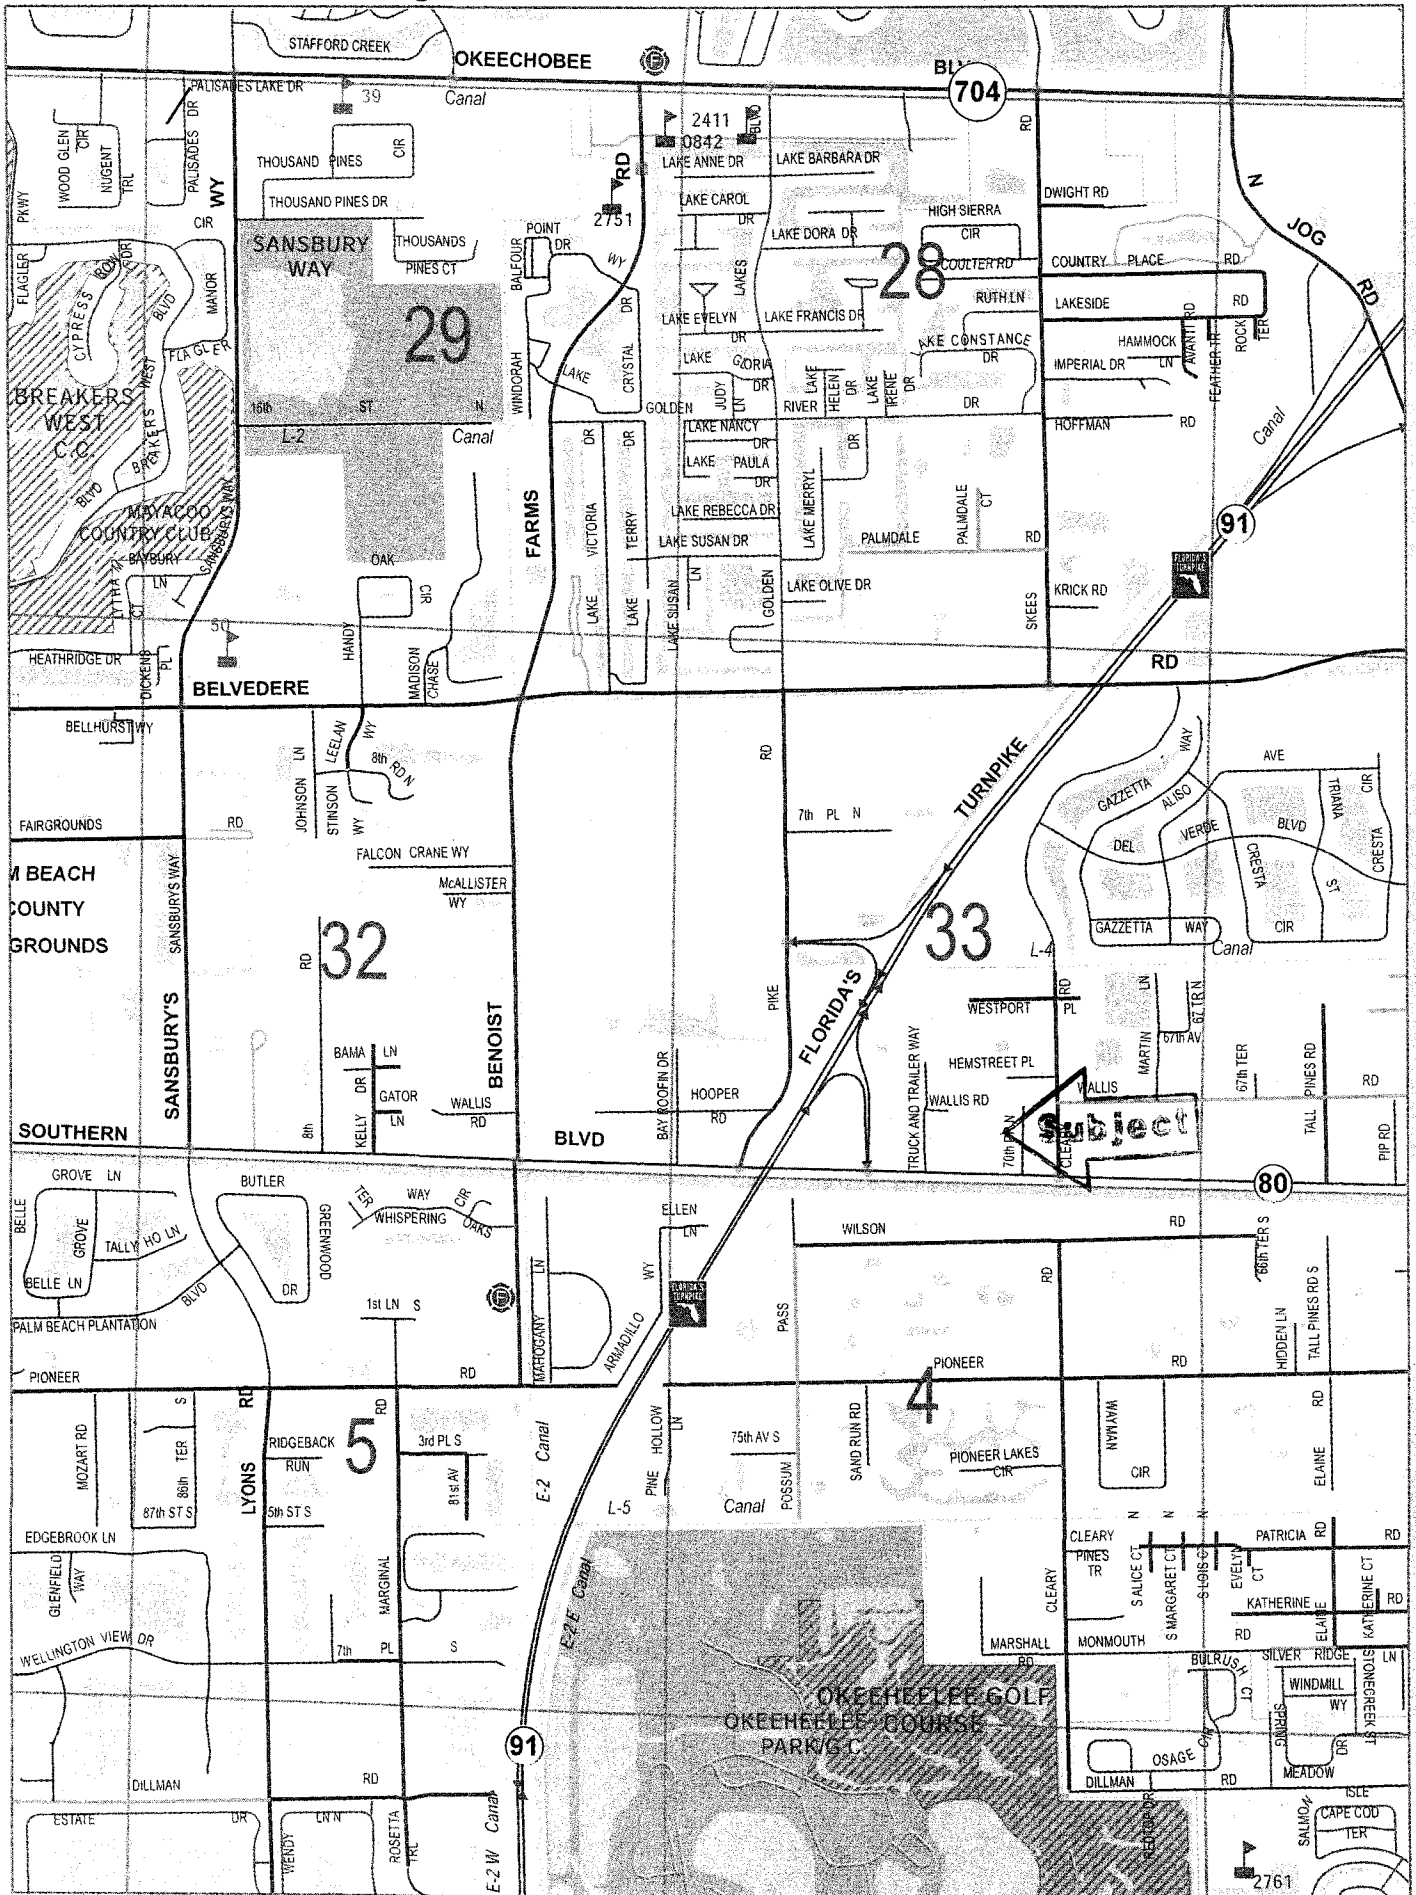 STAFFORD CREEK
OKEECHOBEE
704
PALISADES LAKE DR
39
Canal
2411
0842
BLVD
RD
WOOD GLEN CIR
NUGENT TRL
PALISADES DR
WY
THOUSAND PINES
CIR
RD
LAKE ANNE DR
LAKE BARBARA DR
THOUSAND PINES DR
2751
LAKE CAROL DR
DWIGHT RD
N
JOG
RD
PKWY
FLAGLER
CIR
SANSBURY
WAY
THOUSANDS
PINES CT
BALFOUR
POINT
DR
WY
LAKE DORA DR
HIGH SIERRA
CIR
28
COULTER RD
COUNTRY PLACE RD
CYPRESS
DR
BLVD
MANOR
29
CRYSTAL DR
LAKES
RUTH LN
LAKESIDE RD
LAKE EVELYN DR
LAKE FRANCIS DR
HAMMOCK LN
AVANTI RD
FEATHER TR
ROCK TER
FLAGLER
LAKE
LAKE GLORIA DR
LAKE CONSTANCE
DR
IMPERIAL DR
BREAKERS
WEST
C.C.
BREAKERS WEST
BLVD
WINDORAH
JUDY LN
LAKE HELEN DR
LAKE IRENE DR
16th ST N
GOLDEN RIVER DR
L-2 Canal
LAKE NANCY DR
HOFFMAN RD
Canal
LAKE PAULA DR
MAYACOO
COUNTRY CLUB
SANSBURYS WAY
FARMS
VICTORIA DR
TERRY DR
LAKE REBECCA DR
LAKE MERRYL DR
PALMDALE CT
91
LAKE SUSAN DR
PALMDALE RD
FLORIDA'S
TURNPIKE
BAYBURY LN
OAK
CIR
HANDY
MADISON CHASE
LAKE
LAKE
LAKE SUSAN LN
GOLDEN
LAKE OLIVE DR
SKEES
KRICK RD
50
HEATHRIDGE DR
DICKENS PL
BELVEDERE
RD
BELLHURST WY
JOHNSON LN
LEELAN WY
8th RD N
STINSON WY
RD
TURNPIKE
GAZZETTA WAY
ALISO
AVE
TRIANA ST
CIR
CRESTA
FAIRGROUNDS RD
7th PL N
DEL VERDE BLVD
FALCON CRANE WY
M BEACH
COUNTY
GROUNDS
McALLISTER
WY
SANSBURYS WAY
32
RD
33
CRESTA
GAZZETTA WAY
CIR
L-4
Canal
SANSBURY'S
BENOIST
PIKE
FLORIDA'S
WESTPORT PL
RD
MARTIN LN
67 TR N
67th AV
BAMA LN
KELLY DR
GATOR LN
8th
WALLIS
RD
BAY ROOFIN DR
HOOPER
RD
TRUCK AND TRAILER WAY
HEMSTREET PL
WALLIS RD
WALLIS
RD
67th TER
TALL PINES RD
Subject
SOUTHERN
BLVD
CLEAR
PIP RD
80
GROVE LN
BELLE
GROVE
TALLY HO LN
BELLE LN
BUTLER
GREENWOOD
DR
TER
WAY
WHISPERING
CIR
OAKS
ELLEN
LN
WILSON RD
66th TER S
BLVD
PALM BEACH PLANTATION
1st LN S
MAHOGANY LN
ARMADILLO WY
FLORIDA'S
TURNPIKE
PASS
RD
HIDDEN LN
TALL PINES RD S
PIONEER RD
PIONEER RD
MOZART RD
86th TER S
LYONS RD
RIDGEBACK
RUN
5
RD
3rd PL S
81st AV
E-2 Canal
PINE HOLLOW LN
75th AV S
POSSUM
SAND RUN RD
4
PIONEER LAKES
CIR
WAYMAN
CIR
ELAINE RD
87th ST S
5th ST S
L-5 Canal
EDGEBROOK LN
GLENFIELD WAY
MARGINAL
E-2 E Canal
CLEARY
CLEARY
PINES
TR
S ALICE CT N
S MARGARET CT N
S LOIS CT N
EVELYN CT
PATRICIA RD
RD
KATHERINE RD
ELAINE
KATHERINE CT
WELLINGTON VIEW DR
7th PL S
MARSHALL
RD
MONMOUTH RD
BULRUSH CT
SILVER RIDGE LN
WINDMILL
WY
STONECREEK ST
OKEEHEELEE GOLF
COURSE
OKEEHEELEE
PARK/G.C.
91
OSAGE CIR
SPRING
MEADOW
DR
DILLMAN RD
DILLMAN RD
REDTOP DR
ESTATE DR
WENDY
LN N
ROSETTA TRL
E-2 W Canal
SALMON
ISLE
CAPE COD
TER
2761